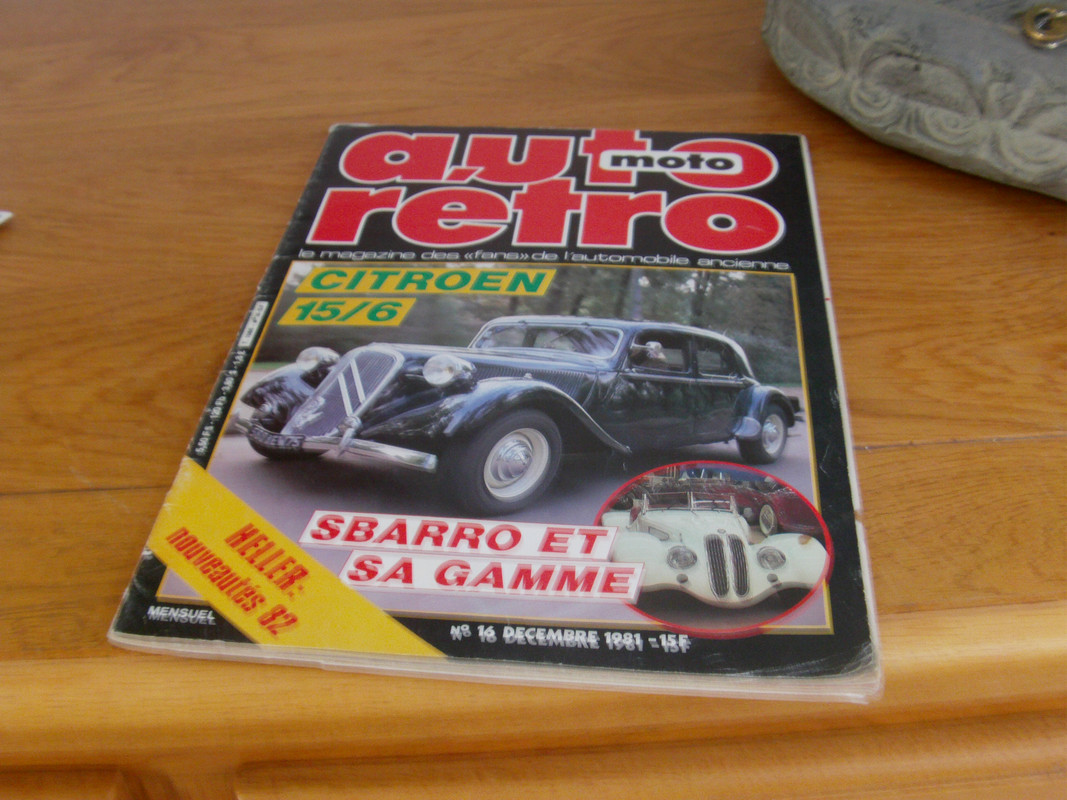 auto
moto
rétro
le magazine des «fans» de l'automobile ancienne
CITROEN
15/6
SBARRO ET
SA GAMME
HELLER:
nouveautés 82
MENSUEL
N° 16 DECEMBRE 1981 - 15F